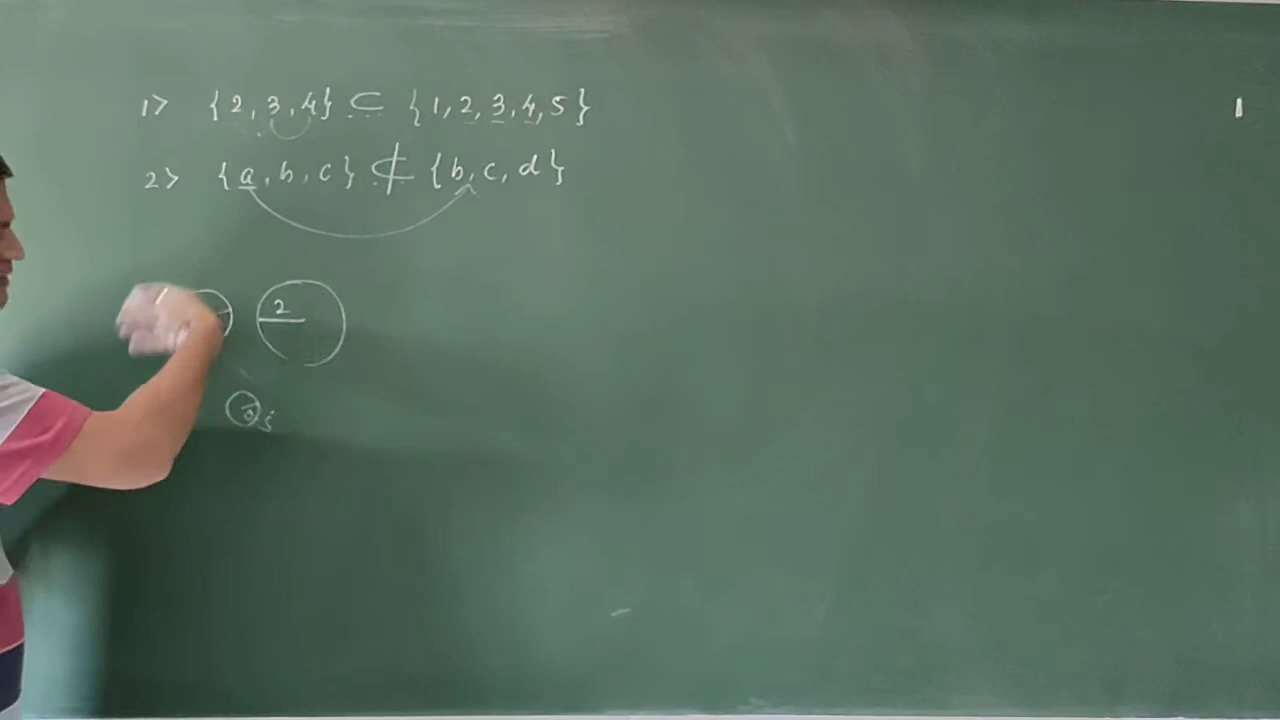 1> {2,3,4} ⊂ {1,2,3,4,5}
2> {a,b,c} ⊄ {b,c,d}
2